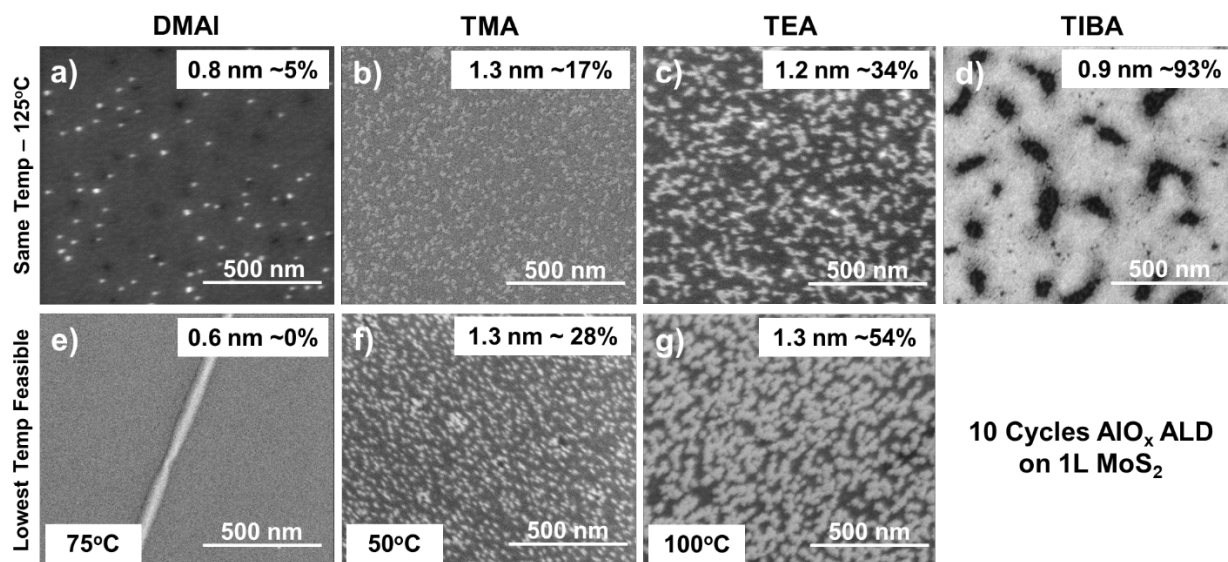 DMAI TMA TEA TIBA
Same Temp – 125°C
a) 0.8 nm ~5%
500 nm
b) 1.3 nm ~17%
500 nm
c) 1.2 nm ~34%
500 nm
d) 0.9 nm ~93%
500 nm
Lowest Temp Feasible
e) 0.6 nm ~0%
75°C 500 nm
f) 1.3 nm ~ 28%
50°C 500 nm
g) 1.3 nm ~54%
100°C 500 nm
10 Cycles AlOₓ ALD
on 1L MoS₂